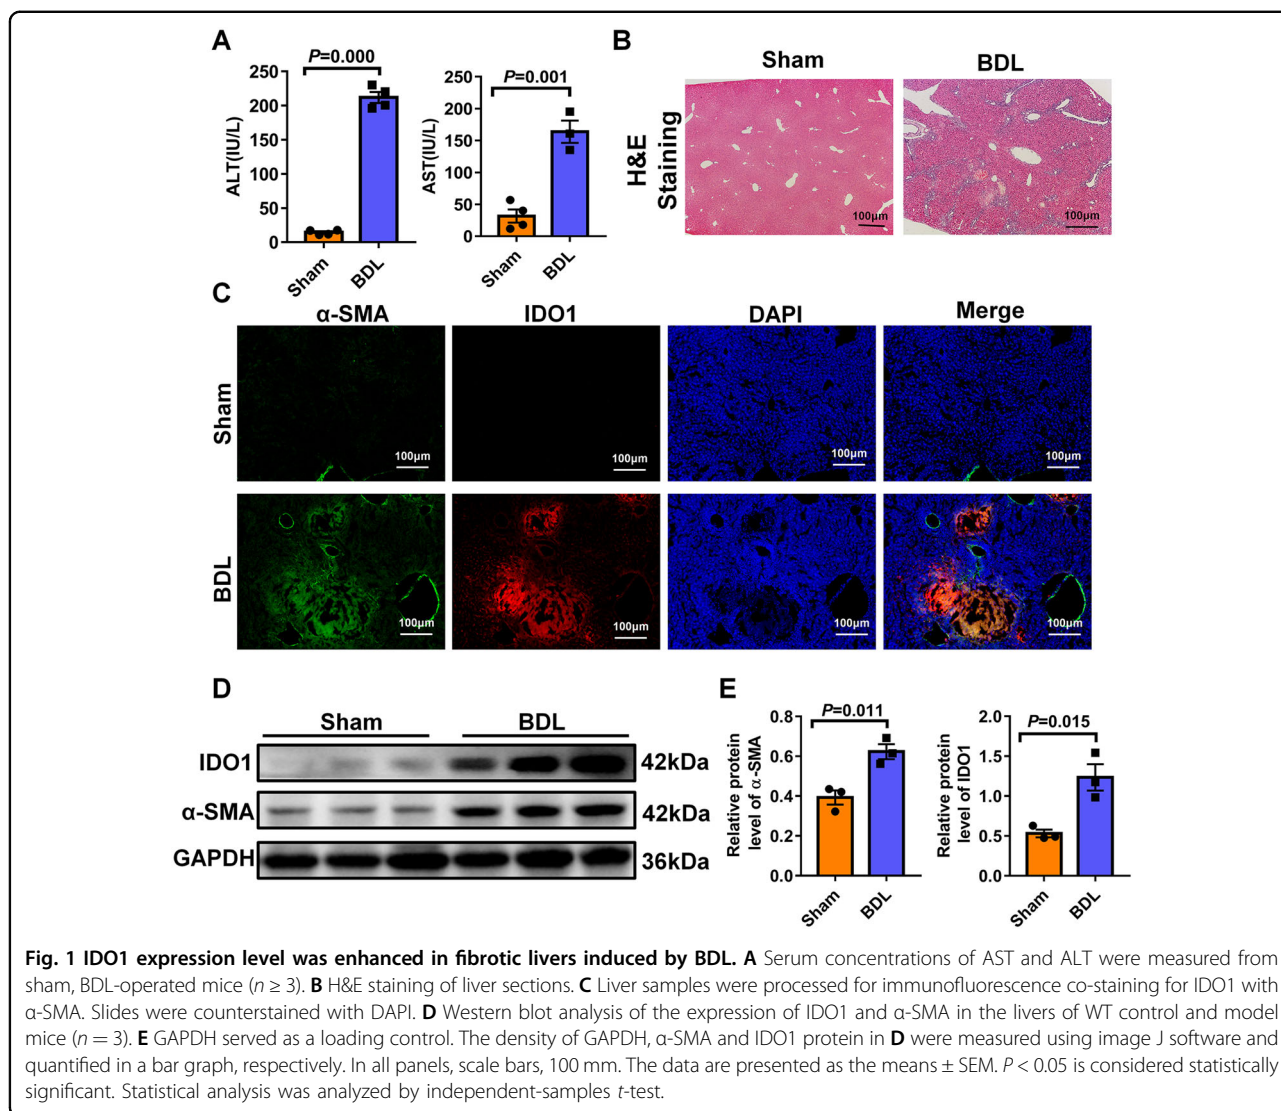 A
P=0.000
ALT(IU/L)
250
200
150
100
50
0
Sham
BDL
P=0.001
AST(IU/L)
250
200
150
100
50
0
Sham
BDL
B
Sham
BDL
H&E
Staining
100μm
100μm
C
α-SMA
IDO1
DAPI
Merge
Sham
100μm
100μm
100μm
100μm
BDL
100μm
100μm
100μm
100μm
D
Sham
BDL
IDO1
42kDa
α-SMA
42kDa
GAPDH
36kDa
E
P=0.011
Relative protein
level of α-SMA
0.8
0.6
0.4
0.2
0.0
Sham
BDL
P=0.015
Relative protein
level of IDO1
2.0
1.5
1.0
0.5
0.0
Sham
BDL
Fig. 1 IDO1 expression level was enhanced in fibrotic livers induced by BDL. A Serum concentrations of AST and ALT were measured from
sham, BDL-operated mice (n ≥ 3). B H&E staining of liver sections. C Liver samples were processed for immunofluorescence co-staining for IDO1 with
α-SMA. Slides were counterstained with DAPI. D Western blot analysis of the expression of IDO1 and α-SMA in the livers of WT control and model
mice (n = 3). E GAPDH served as a loading control. The density of GAPDH, α-SMA and IDO1 protein in D were measured using image J software and
quantified in a bar graph, respectively. In all panels, scale bars, 100 mm. The data are presented as the means ± SEM. P < 0.05 is considered statistically
significant. Statistical analysis was analyzed by independent-samples t-test.